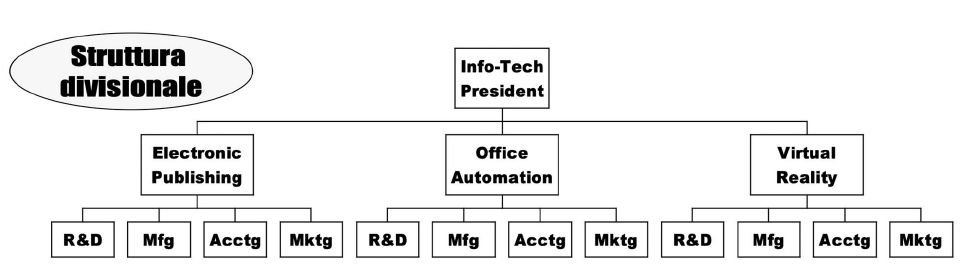 Struttura
divisionale
Info-Tech
President
Electronic
Publishing
Office
Automation
Virtual
Reality
R&D Mfg Acctg Mktg R&D Mfg Acctg Mktg R&D Mfg Acctg Mktg